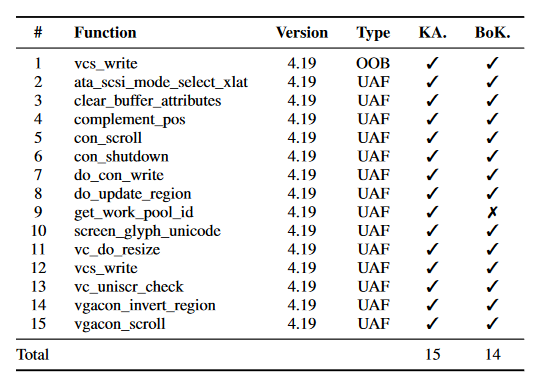 # Function Version Type KA. BoK.
1 vcs_write 4.19 OOB ✓ ✓
2 ata_scsi_mode_select_xlat 4.19 UAF ✓ ✓
3 clear_buffer_attributes 4.19 UAF ✓ ✓
4 complement_pos 4.19 UAF ✓ ✓
5 con_scroll 4.19 UAF ✓ ✓
6 con_shutdown 4.19 UAF ✓ ✓
7 do_con_write 4.19 UAF ✓ ✓
8 do_update_region 4.19 UAF ✓ ✓
9 get_work_pool_id 4.19 UAF ✓ ✗
10 screen_glyph_unicode 4.19 UAF ✓ ✓
11 vc_do_resize 4.19 UAF ✓ ✓
12 vcs_write 4.19 UAF ✓ ✓
13 vc_uniscr_check 4.19 UAF ✓ ✓
14 vgacon_invert_region 4.19 UAF ✓ ✓
15 vgacon_scroll 4.19 UAF ✓ ✓
Total 15 14